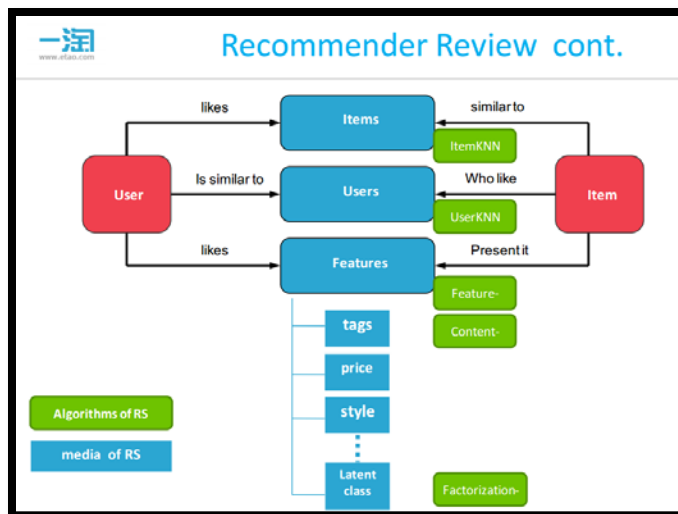 一淘
www.etao.com
Recommender Review cont.
likes
Items
similar to
ItemKNN
User
Is similar to
Users
Who like
Item
UserKNN
likes
Features
Present it
Feature-
tags
Content-
price
Algorithms of RS
style
media of RS
Latent
class
Factorization-